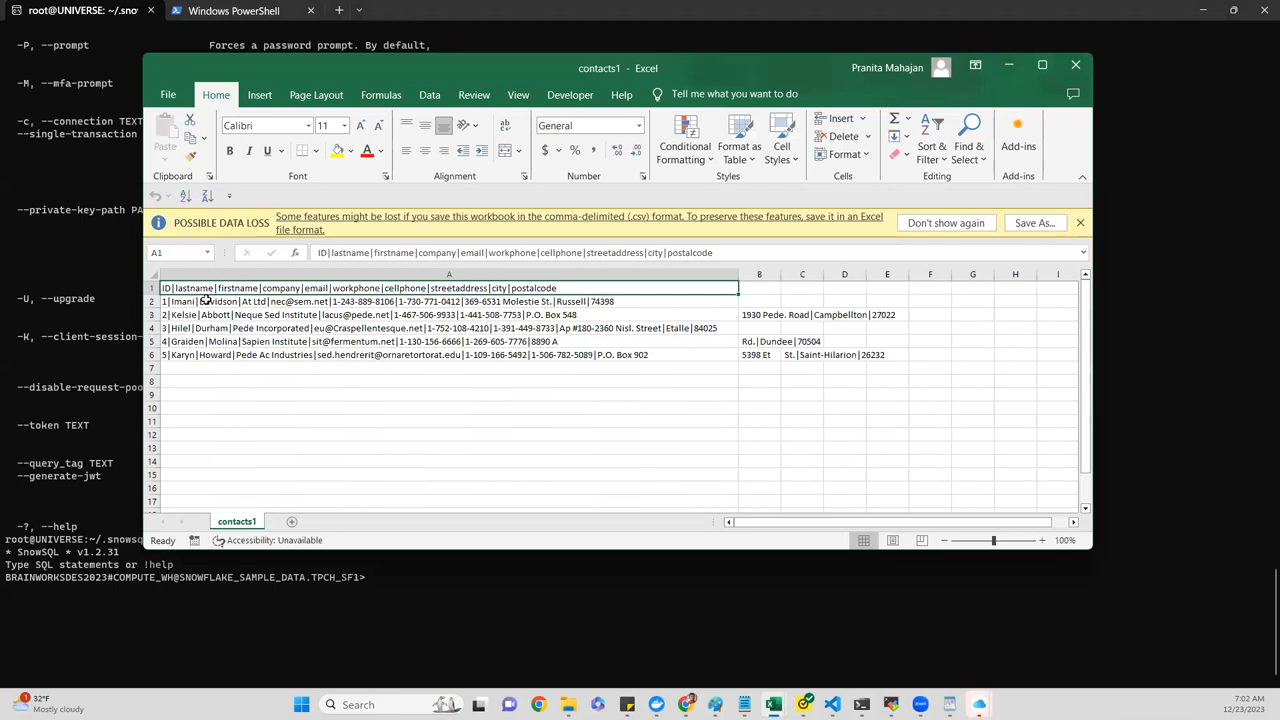 root@UNIVERSE: ~/.snow
Windows PowerShell
-P, --prompt Forces a password prompt. By default,
-M, --mfa-prompt
-c, --connection TEXT
--single-transaction
--private-key-path PA
-U, --upgrade
-K, --client-session-
--disable-request-poo
--token TEXT
--query_tag TEXT
--generate-jwt
-?, --help
root@UNIVERSE:~/.snowsq
* SnowSQL * v1.2.31
Type SQL statements or !help
BRAINWORKSDES2023#COMPUTE_WH@SNOWFLAKE_SAMPLE_DATA.TPCH_SF1>
contacts1 - Excel
Pranita Mahajan
File Home Insert Page Layout Formulas Data Review View Developer Help Tell me what you want to do
Calibri 11
General
Paste
Conditional Formatting
Format as Table
Cell Styles
Insert
Delete
Format
Sort & Filter
Find & Select
Add-ins
Clipboard Font Alignment Number Styles Cells Editing Add-ins
POSSIBLE DATA LOSS Some features might be lost if you save this workbook in the comma-delimited (.csv) format. To preserve these features, save it in an Excel file format.
Don't show again
Save As...
A1
ID|lastname|firstname|company|email|workphone|cellphone|streetaddress|city|postalcode
A B C D E F G H I
1 ID|lastname|firstname|company|email|workphone|cellphone|streetaddress|city|postalcode
2 1|Imani|Davidson|At Ltd|nec@sem.net|1-243-889-8106|1-730-771-0412|369-6531 Molestie St.|Russell|74398
3 2|Kelsie|Abbott|Neque Sed Institute|lacus@pede.net|1-467-506-9933|1-441-508-7753|P.O. Box 548 1930 Pede. Road|Campbellton|27022
4 3|Hilel|Durham|Pede Incorporated|eu@Craspellentesque.net|1-752-108-4210|1-391-449-8733|Ap #180-2360 Nisl. Street|Etalle|84025
5 4|Graiden|Molina|Sapien Institute|sit@fermentum.net|1-130-156-6666|1-269-605-7776|8890 A Rd.|Dundee|70504
6 5|Karyn|Howard|Pede Ac Industries|sed.hendrerit@ornaretortorat.edu|1-109-166-5492|1-506-782-5089|P.O. Box 902 5398 Et St.|Saint-Hilarion|26232
7
8
9
10
11
12
13
14
15
16
17
contacts1
Ready
Accessibility: Unavailable
100%
32°F
Mostly cloudy
Search
7:02 AM
12/23/2023